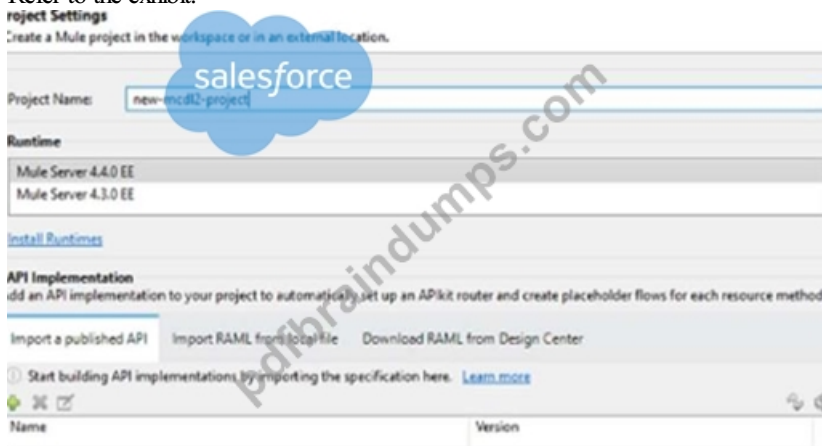 Refer to the exhibit.
roject Settings
Create a Mule project in the workspace or in an external location.
salesforce
Project Name: new-mcdl2-project
Runtime
Mule Server 4.4.0 EE
Mule Server 4.3.0 EE
Install Runtimes
API Implementation
dd an API implementation to your project to automatically set up an APIkit router and create placeholder flows for each resource method
Import a published API Import RAML from local file Download RAML from Design Center
Start building API implementations by importing the specification here. Learn more
Name Version
pdfbraindumps.com